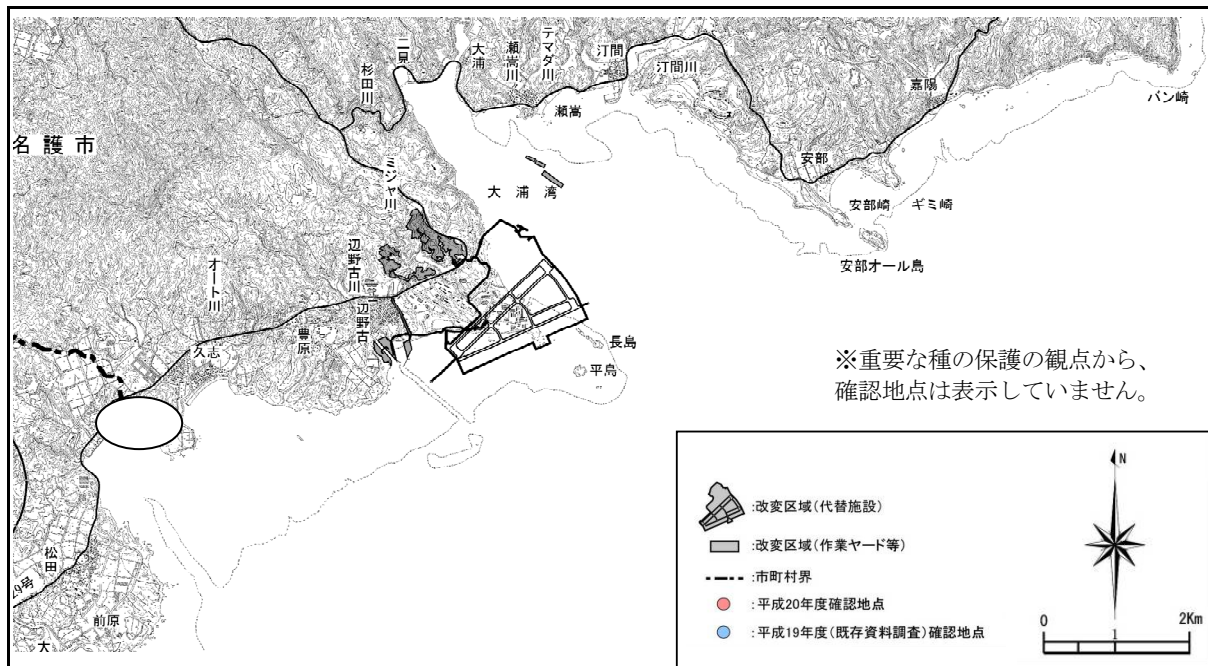 二見
大浦
瀬嵩川
テマダ川
汀間
杉田川
汀間川
嘉陽
バン崎
瀬嵩
名護市
ミジャ川
大浦湾
安部
安部崎
ギミ崎
安部オール島
辺野古川
オート川
辺野古
豊原
久志
長島
平島
※重要な種の保護の観点から、
確認地点は表示していません。
松田
29号
前原
大
:改変区域(代替施設)
:改変区域(作業ヤード等)
:市町村界
:平成20年度確認地点
:平成19年度(既存資料調査)確認地点
N
0 1 2Km